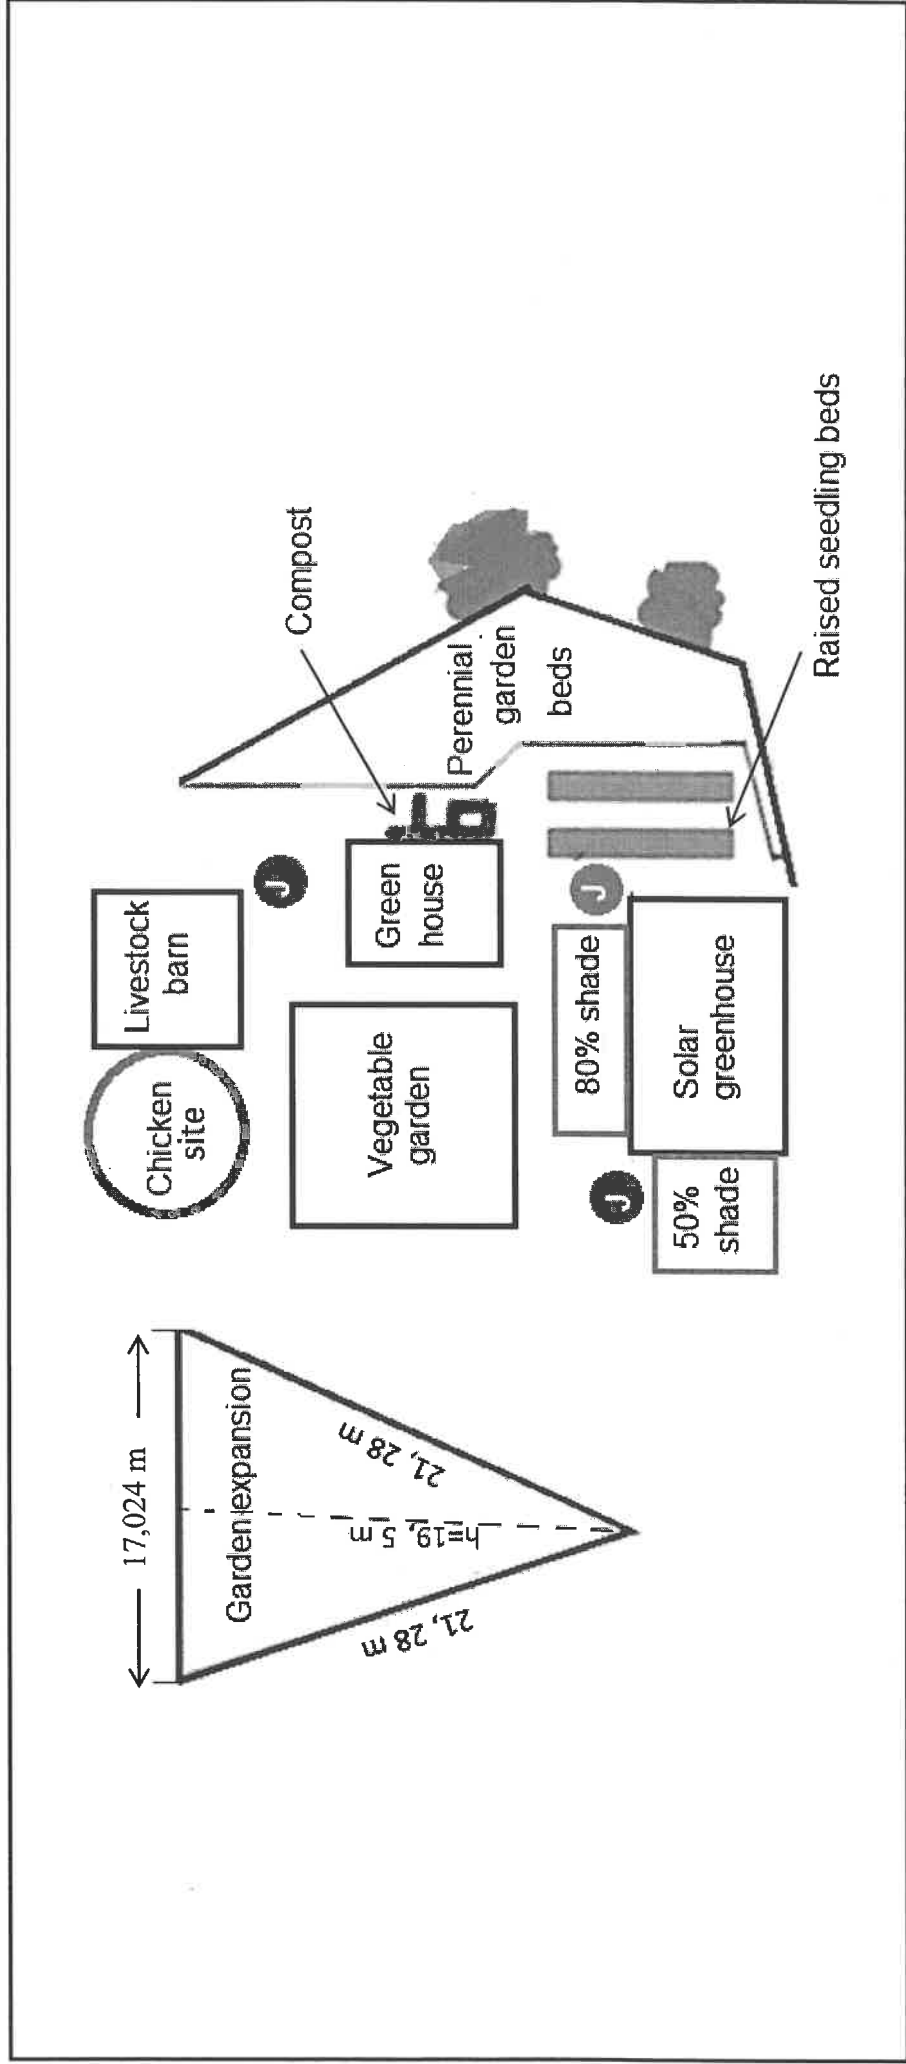 17,024 m
Garden expansion
21, 28 m
h=19, 5 m
21, 28 m
Chicken
site
Livestock
barn
J
Vegetable
garden
Green
house
Compost
Perennial
garden
beds
J
50%
shade
80% shade
J
Solar
greenhouse
Raised seedling beds